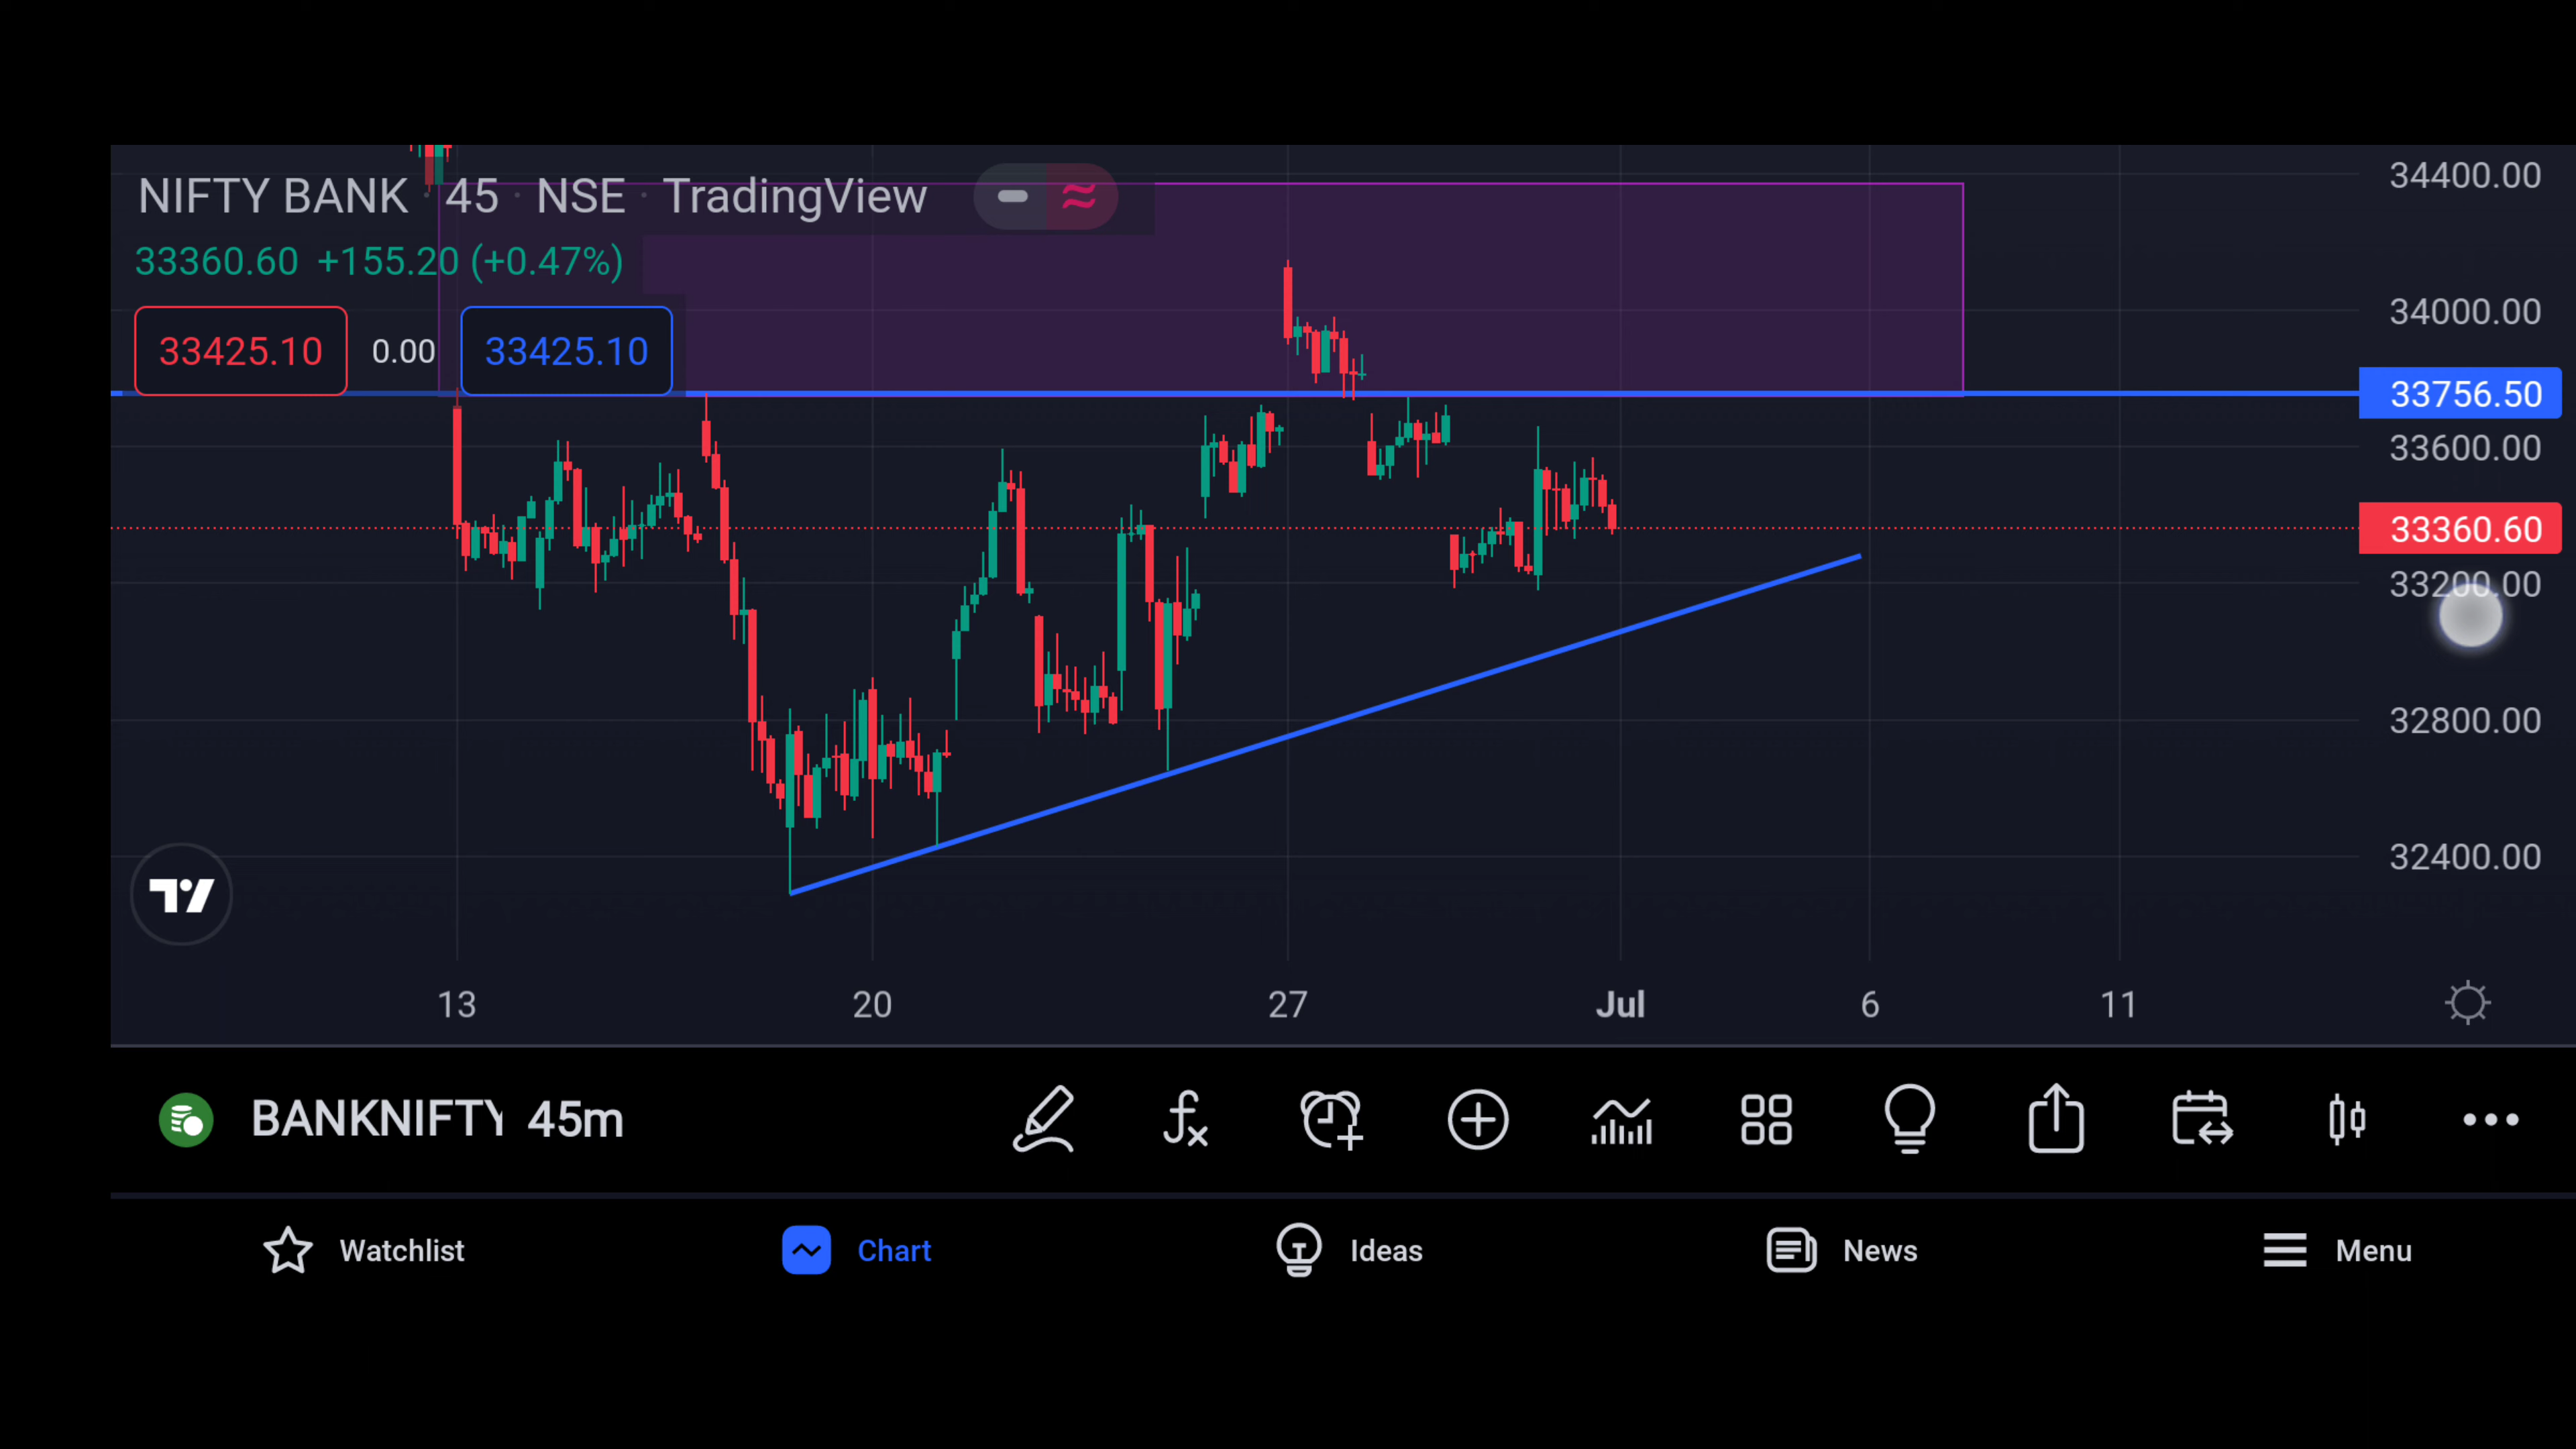 NIFTY BANK · 45 · NSE · TradingView
33360.60 +155.20 (+0.47%)
33425.10 0.00 33425.10
34400.00
34000.00
33756.50
33600.00
33360.60
33200.00
32800.00
32400.00
13 20 27 Jul 6 11
BANKNIFTY 45m
Watchlist Chart Ideas News Menu